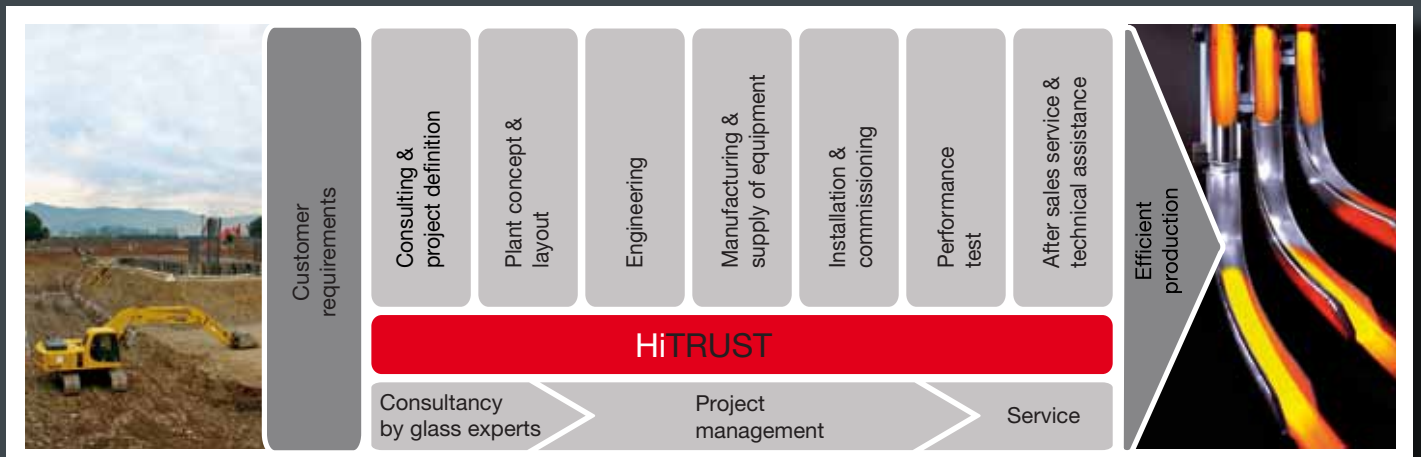 Customer
requirements
Consulting &
project definition
Plant concept &
layout
Engineering
Manufacturing &
supply of equipment
Installation &
commissioning
Performance
test
After sales service &
technical assistance
Efficient
production
HiTRUST
Consultancy
by glass experts
Project
management
Service